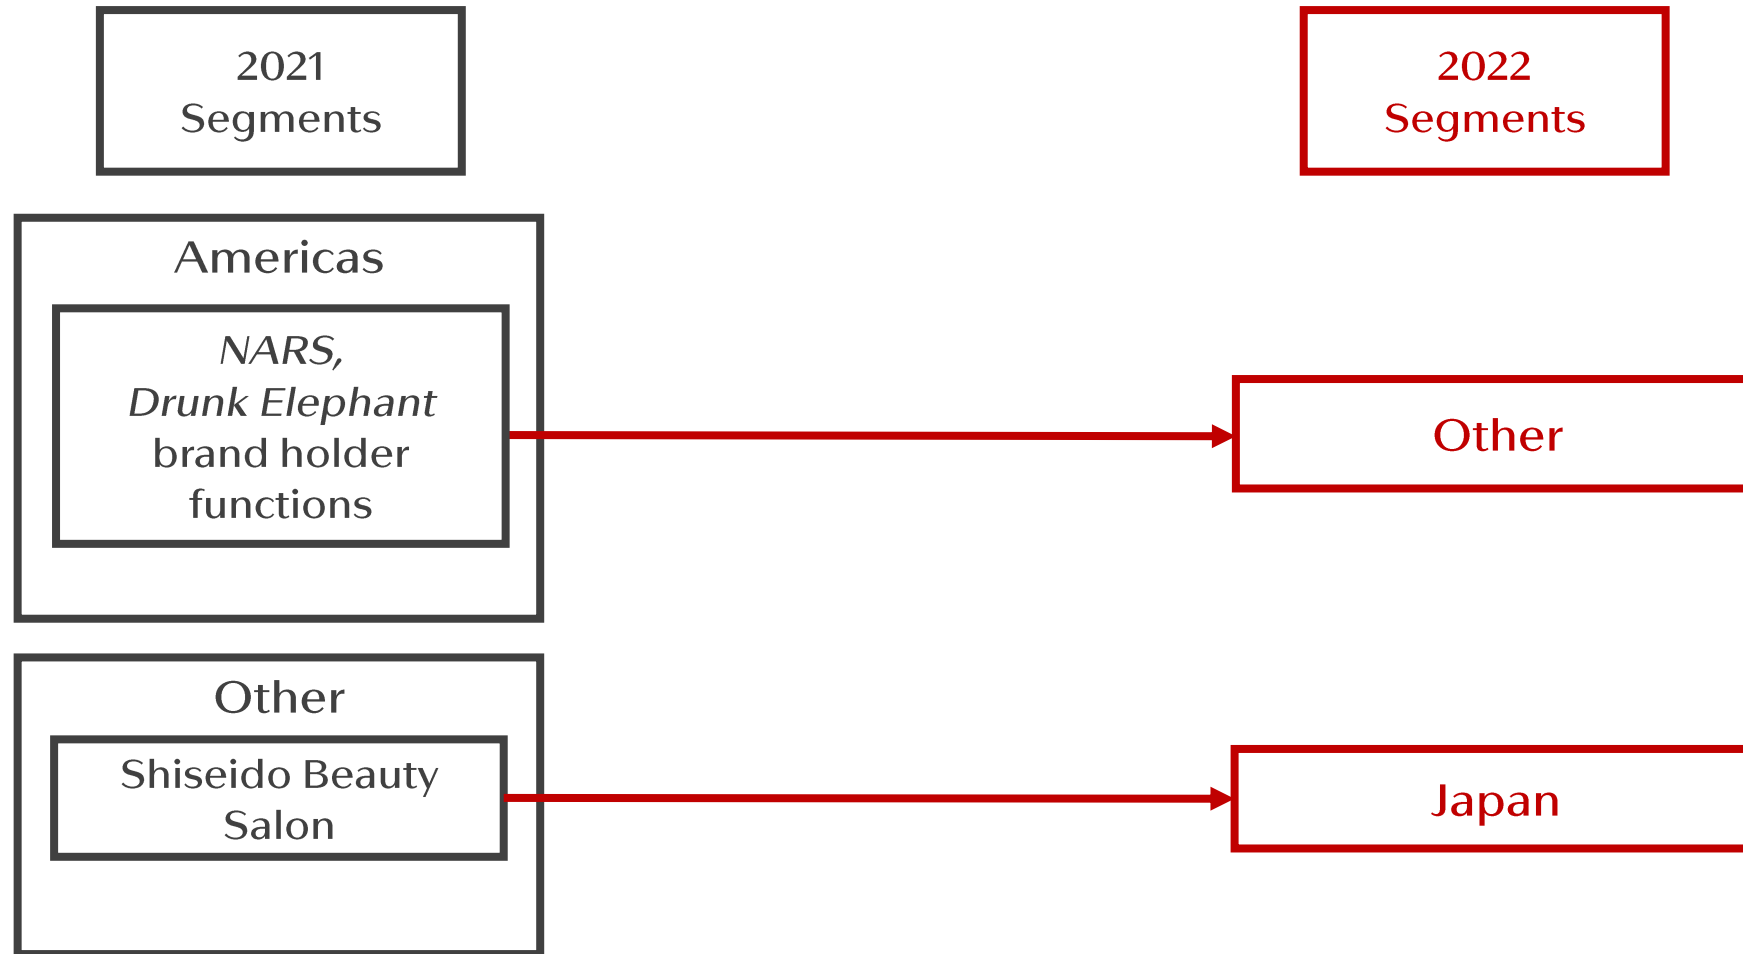 2021
Segments
2022
Segments
Americas
NARS,
Drunk Elephant
brand holder
functions
Other
Other
Shiseido Beauty
Salon
Japan